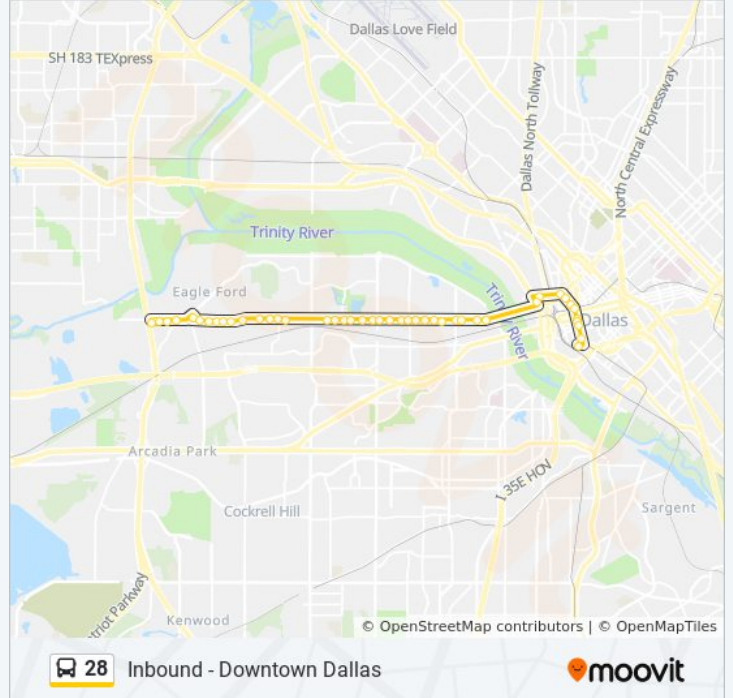 Dallas Love Field
SH 183 TEXpress
Dallas North Tollway
North Central Expressway
Trinity River
Eagle Ford
Trinity River
Dallas
Arcadia Park
I 35E HOV
Cockrell Hill
Sargent
triot Parkway
Kenwood
© OpenStreetMap contributors | © OpenMapTiles
28 Inbound - Downtown Dallas
moovit